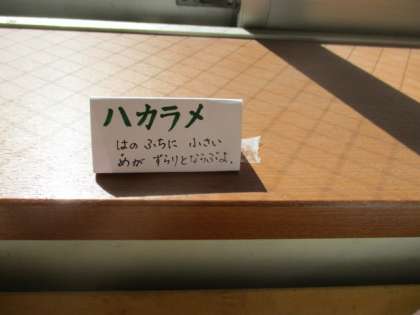 ハカラメ
はの ふちに 小さい
めが ずらりとならぶよ.